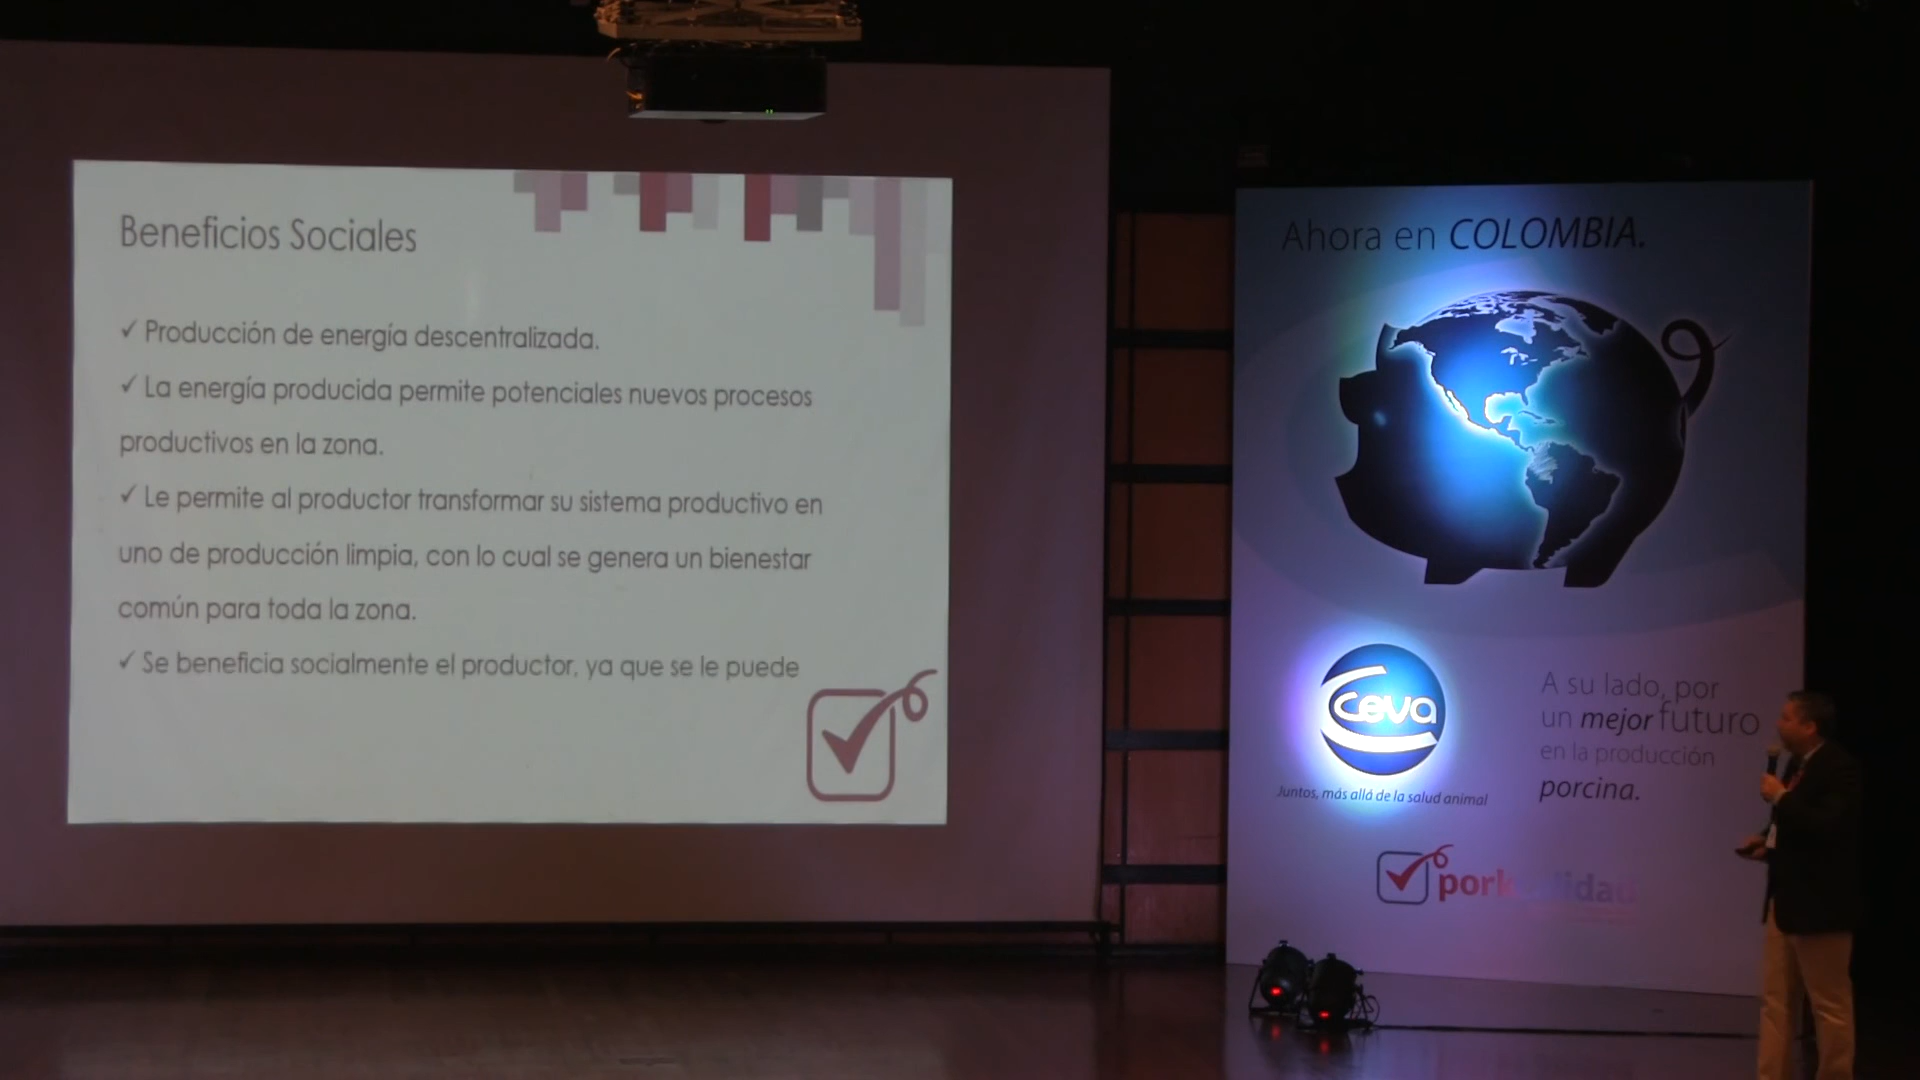 Beneficios Sociales
✓ Producción de energía descentralizada.
✓ La energía producida permite potenciales nuevos procesos
productivos en la zona.
✓ Le permite al productor transformar su sistema productivo en
uno de producción limpia, con lo cual se genera un bienestar
común para toda la zona.
✓ Se beneficia socialmente el productor, ya que se le puede
Ahora en COLOMBIA.
ceva
Juntos, más allá de la salud animal
A su lado, por
un mejor futuro
en la producción
porcina.